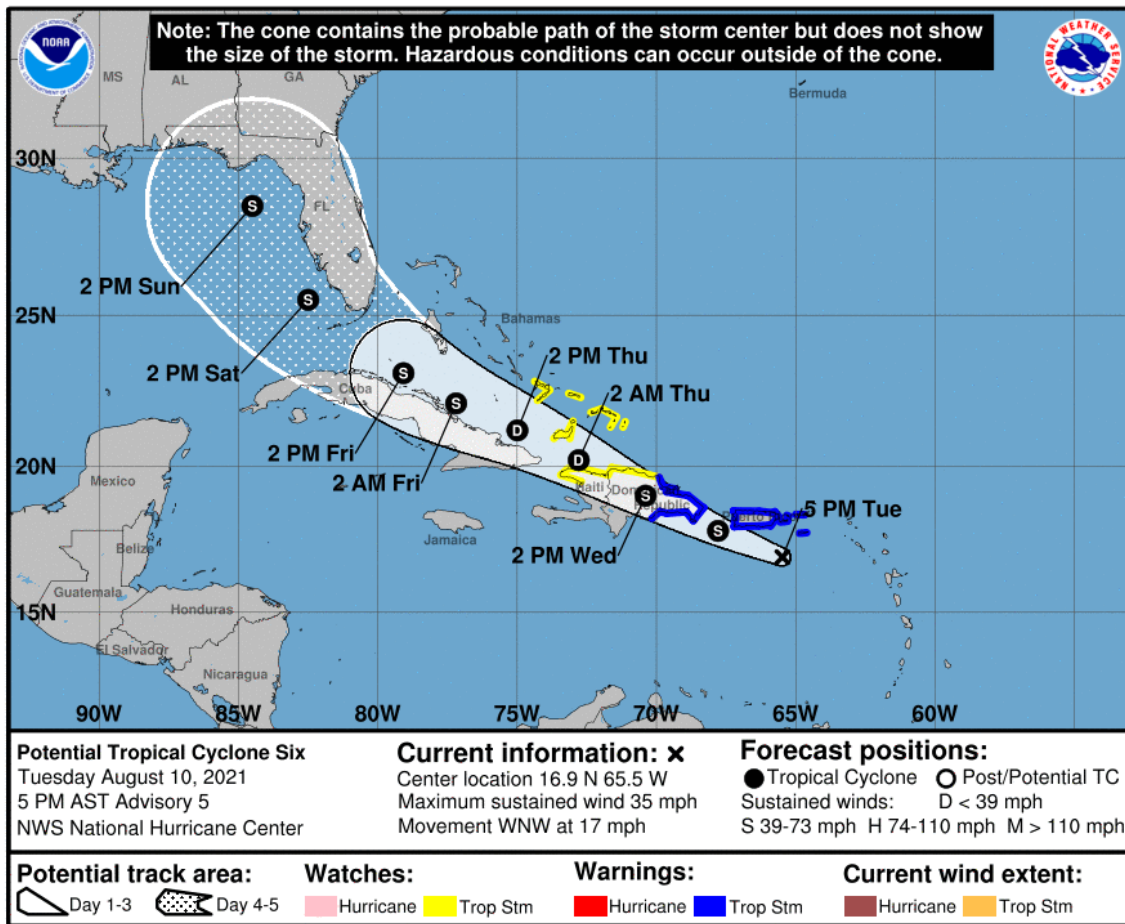 Note: The cone contains the probable path of the storm center but does not show
the size of the storm. Hazardous conditions can occur outside of the cone.
NOAA
NATIONAL WEATHER SERVICE
MS
AL
GA
Bermuda
30N
FL
2 PM Sun
25N
Bahamas
2 PM Sat
2 PM Thu
2 AM Thu
Cuba
2 PM Fri
2 AM Fri
20N
Mexico
Haiti
Dominican
Republic
Puerto Rico
5 PM Tue
Jamaica
2 PM Wed
Belize
Guatemala
Honduras
15N
El Salvador
Nicaragua
90W 85W 80W 75W 70W 65W 60W
S
S
S
S
D
D
S
S
Potential Tropical Cyclone Six
Tuesday August 10, 2021
5 PM AST Advisory 5
NWS National Hurricane Center
Current information: x
Center location 16.9 N 65.5 W
Maximum sustained wind 35 mph
Movement WNW at 17 mph
Forecast positions:
Tropical Cyclone Post/Potential TC
Sustained winds: D < 39 mph
S 39-73 mph H 74-110 mph M > 110 mph
Potential track area:
Day 1-3 Day 4-5
Watches:
Hurricane Trop Stm
Warnings:
Hurricane Trop Stm
Current wind extent:
Hurricane Trop Stm